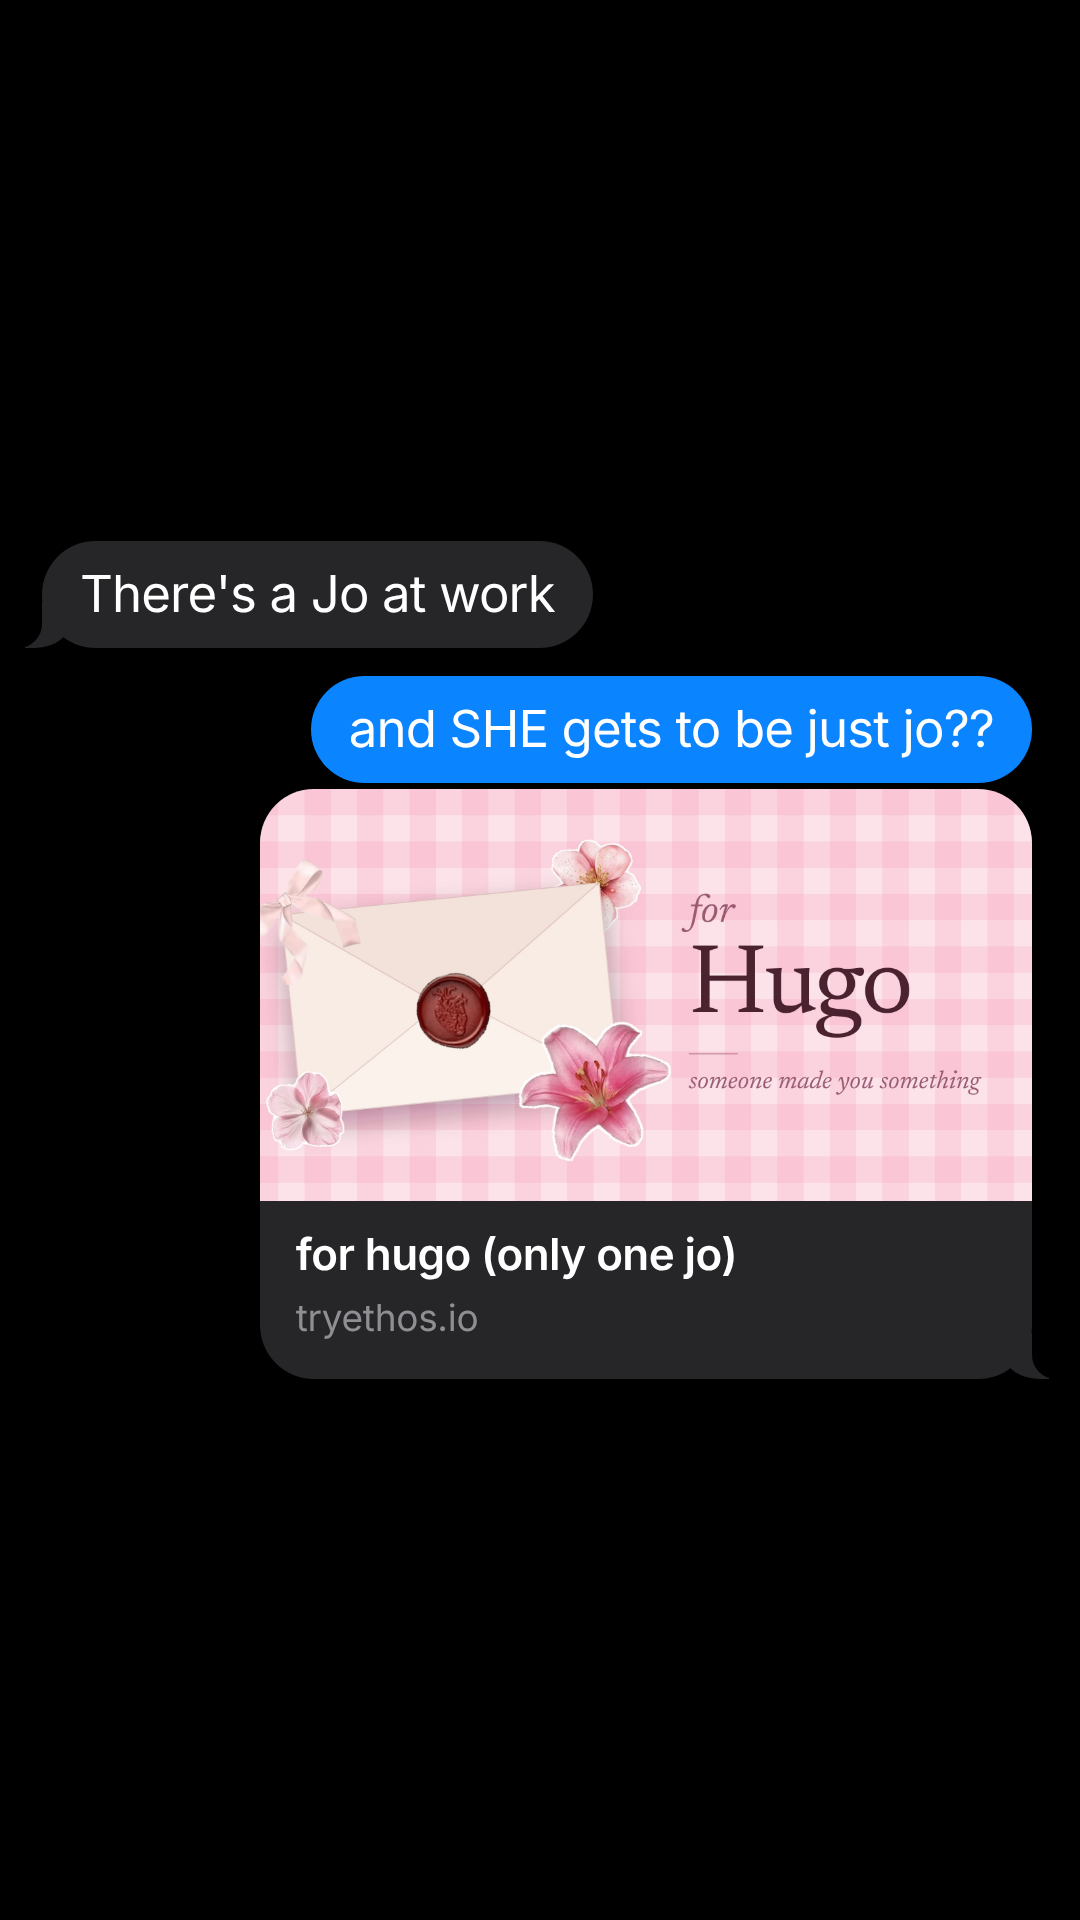 There's a Jo at work
and SHE gets to be just jo??
for
Hugo
someone made you something
for hugo (only one jo)
tryethos.io